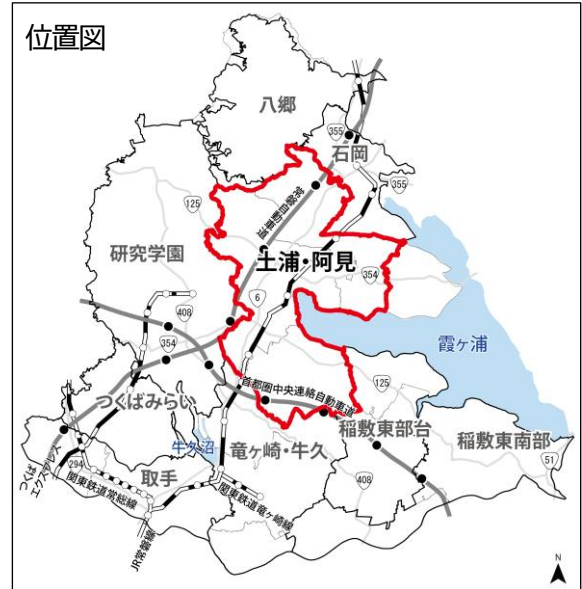 位置図
八郷
355
石岡
355
125
常磐自動車道
研究学園
土浦・阿見
354
6
408
354
霞ヶ浦
首都圏中央連絡自動車道
125
つくばみらい
牛久沼
稲敷東部台
竜ヶ崎・牛久
稲敷東南部
つくば
エクスプレス
294
関東鉄道常総線
取手
関東鉄道竜ヶ崎線
408
51
JR常磐線
N